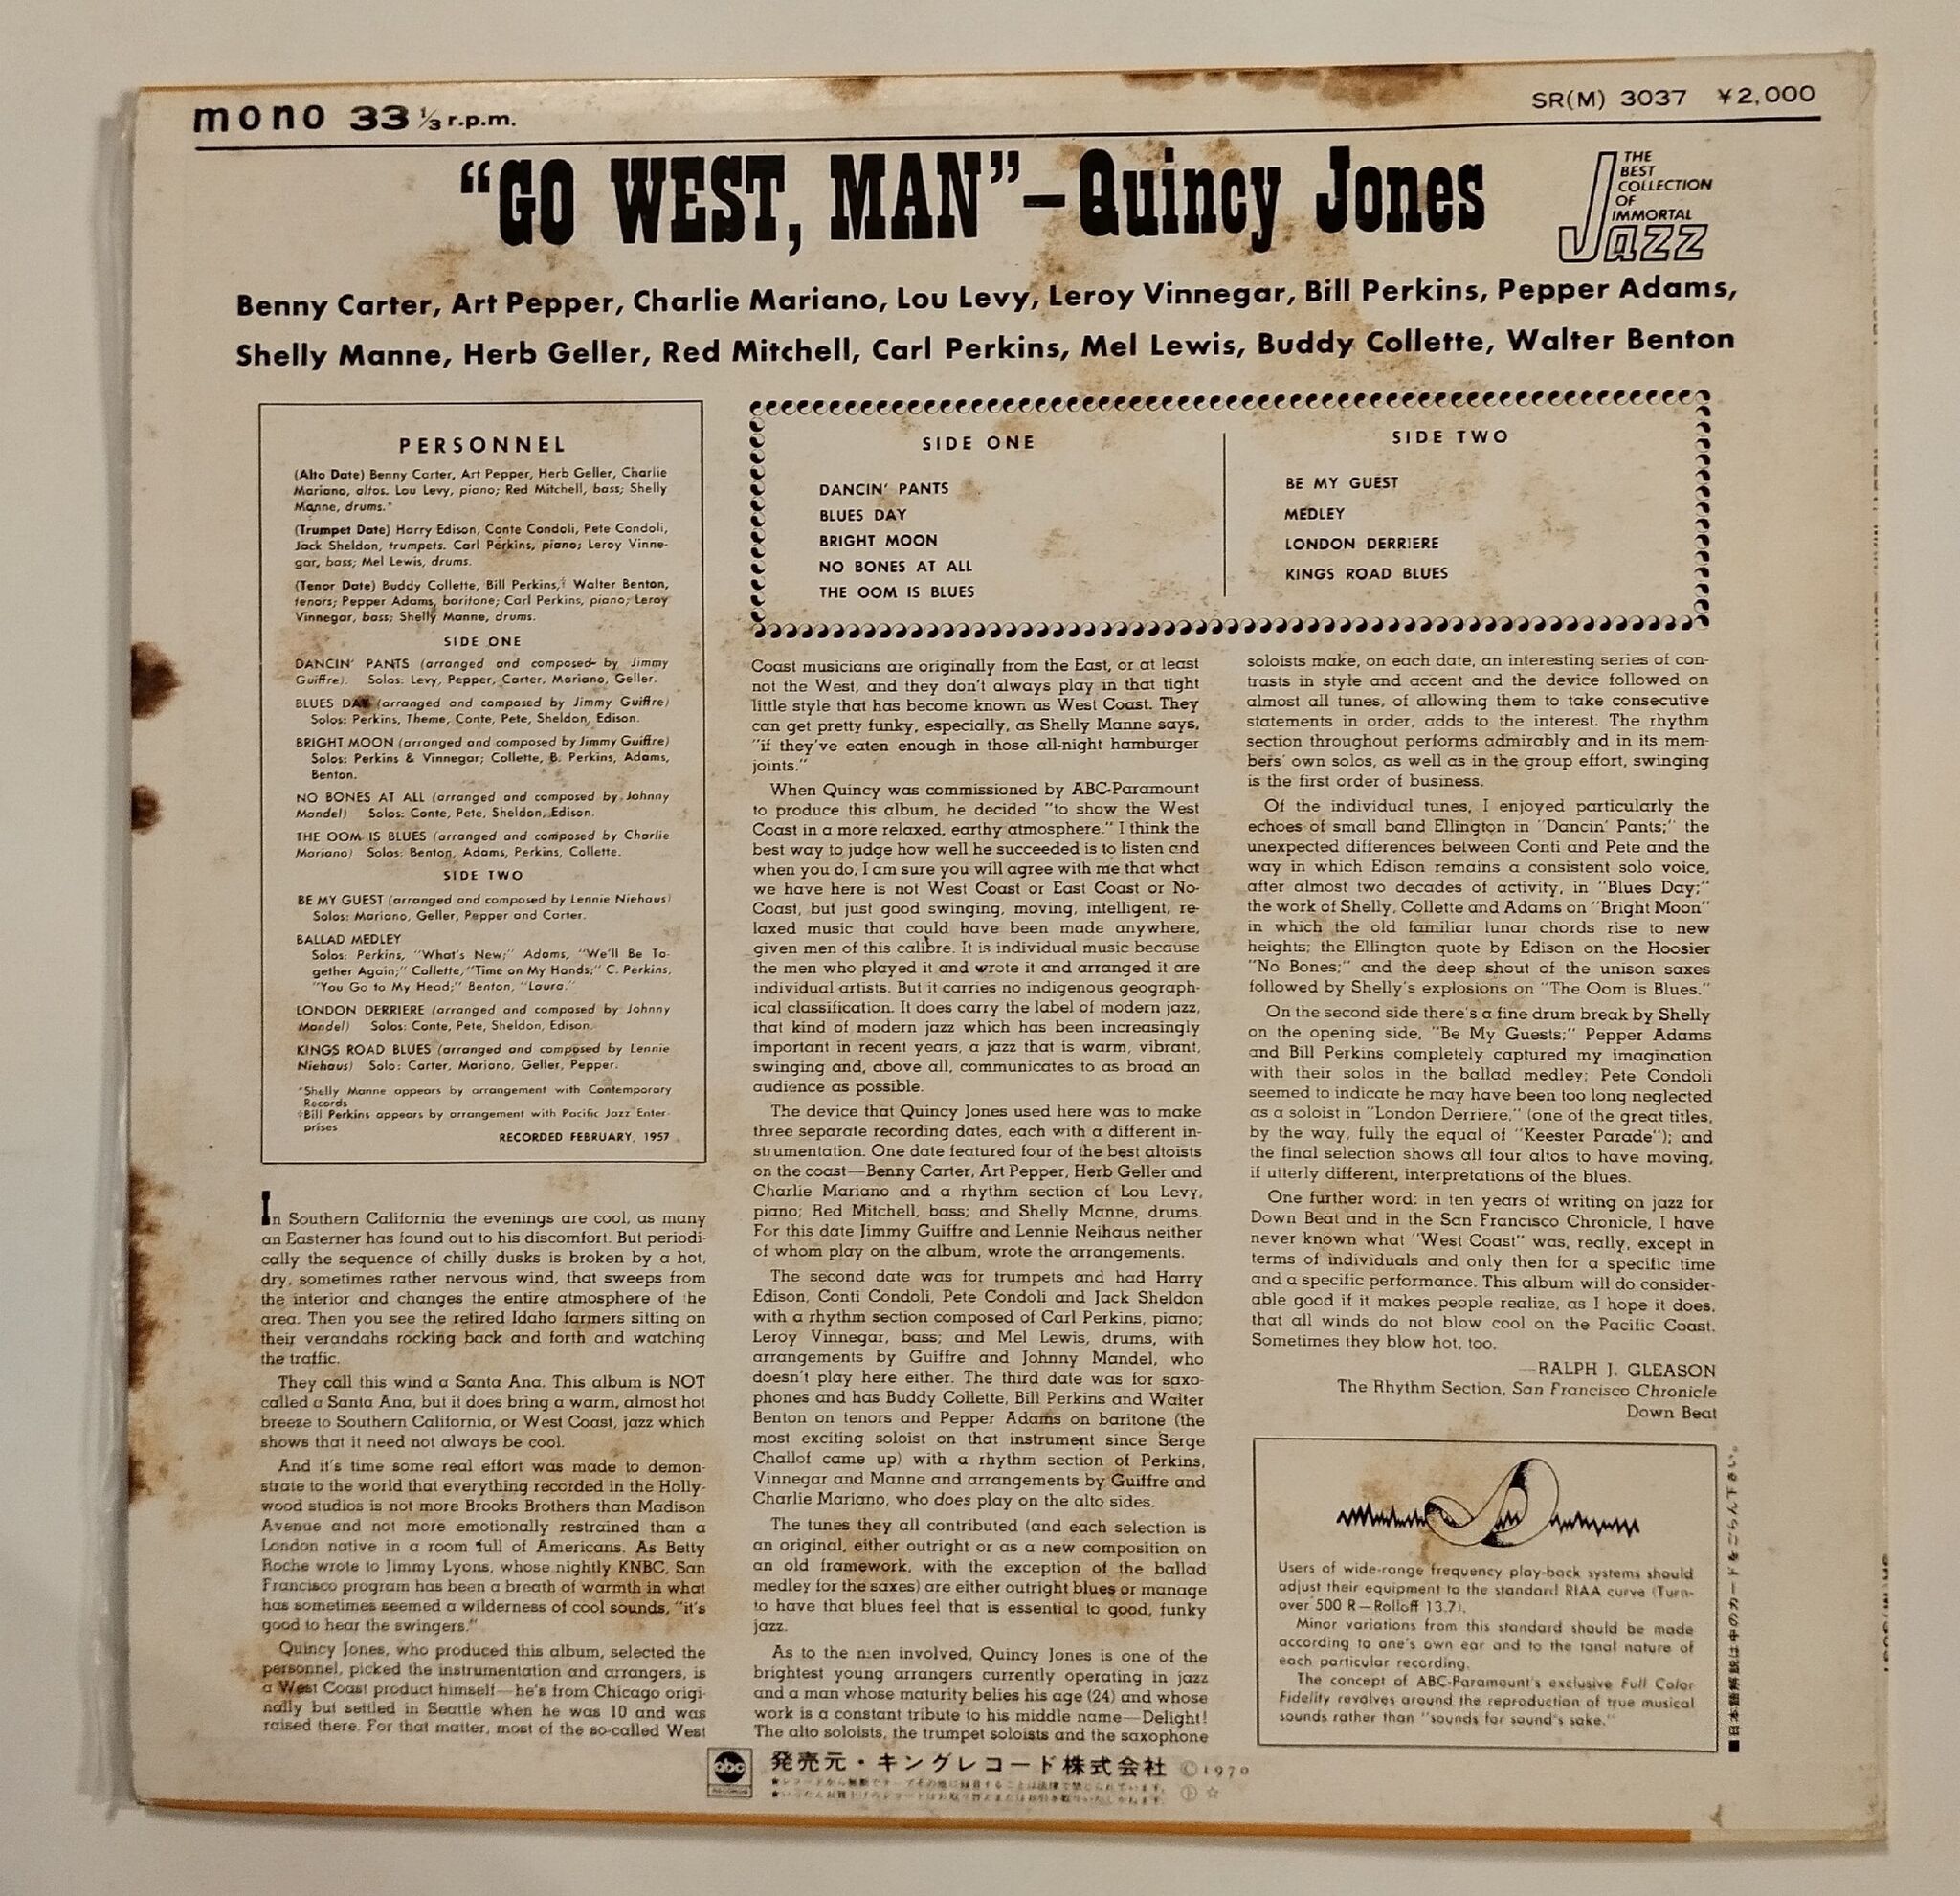 mono 33⅓ r.p.m.
SR(M) 3037 ¥2,000
"GO WEST, MAN"–Quincy Jones
THE
BEST
COLLECTION
OF
IMMORTAL
Jazz
Benny Carter, Art Pepper, Charlie Mariano, Lou Levy, Leroy Vinnegar, Bill Perkins, Pepper Adams,
Shelly Manne, Herb Geller, Red Mitchell, Carl Perkins, Mel Lewis, Buddy Collette, Walter Benton
PERSONNEL
(Alto Date) Benny Carter, Art Pepper, Herb Geller, Charlie
Mariano, altos. Lou Levy, piano; Red Mitchell, bass; Shelly
Manne, drums.*
(Trumpet Date) Harry Edison, Conte Condoli, Pete Condoli,
Jack Sheldon, trumpets. Carl Perkins, piano; Leroy Vinne-
gar, bass; Mel Lewis, drums.
(Tenor Date) Buddy Collette, Bill Perkins,† Walter Benton,
tenors; Pepper Adams, baritone; Carl Perkins, piano; Leroy
Vinnegar, bass; Shelly Manne, drums.
SIDE ONE
DANCIN' PANTS (arranged and composed by Jimmy
Guiffre). Solos: Levy, Pepper, Carter, Mariano, Geller.
BLUES DAY (arranged and composed by Jimmy Guiffre)
Solos: Perkins, Theme, Conte, Pete, Sheldon, Edison.
BRIGHT MOON (arranged and composed by Jimmy Guiffre)
Solos: Perkins & Vinnegar; Collette, B. Perkins, Adams,
Benton.
NO BONES AT ALL (arranged and composed by Johnny
Mandel) Solos: Conte, Pete, Sheldon, Edison.
THE OOM IS BLUES (arranged and composed by Charlie
Mariano) Solos: Benton, Adams, Perkins, Collette.
SIDE TWO
BE MY GUEST (arranged and composed by Lennie Niehaus)
Solos: Mariano, Geller, Pepper and Carter.
BALLAD MEDLEY
Solos: Perkins, "What's New;" Adams, "We'll Be To-
gether Again;" Collette, "Time on My Hands;" C. Perkins,
"You Go to My Head;" Benton, "Laura."
LONDON DERRIERE (arranged and composed by Johnny
Mandel) Solos: Conte, Pete, Sheldon, Edison.
KINGS ROAD BLUES (arranged and composed by Lennie
Niehaus) Solo: Carter, Mariano, Geller, Pepper.
*Shelly Manne appears by arrangement with Contemporary
Records
†Bill Perkins appears by arrangement with Pacific Jazz Enter-
prises
RECORDED FEBRUARY, 1957
SIDE ONE
DANCIN' PANTS
BLUES DAY
BRIGHT MOON
NO BONES AT ALL
THE OOM IS BLUES
SIDE TWO
BE MY GUEST
MEDLEY
LONDON DERRIERE
KINGS ROAD BLUES
In Southern California the evenings are cool, as many
an Easterner has found out to his discomfort. But periodi-
cally the sequence of chilly dusks is broken by a hot,
dry, sometimes rather nervous wind, that sweeps from
the interior and changes the entire atmosphere of the
area. Then you see the retired Idaho farmers sitting on
their verandahs rocking back and forth and watching
the traffic.
They call this wind a Santa Ana. This album is NOT
called a Santa Ana, but it does bring a warm, almost hot
breeze to Southern California, or West Coast, jazz which
shows that it need not always be cool.
And it's time some real effort was made to demon-
strate to the world that everything recorded in the Holly-
wood studios is not more Brooks Brothers than Madison
Avenue and not more emotionally restrained than a
London native in a room full of Americans. As Betty
Roche wrote to Jimmy Lyons, whose nightly KNBC, San
Francisco program has been a breath of warmth in what
has sometimes seemed a wilderness of cool sounds, "it's
good to hear the swingers."
Quincy Jones, who produced this album, selected the
personnel, picked the instrumentation and arrangers, is
a West Coast product himself—he's from Chicago origi-
nally but settled in Seattle when he was 10 and was
raised there. For that matter, most of the so-called West
Coast musicians are originally from the East, or at least
not the West, and they don't always play in that tight
little style that has become known as West Coast. They
can get pretty funky, especially, as Shelly Manne says,
"if they've eaten enough in those all-night hamburger
joints."
When Quincy was commissioned by ABC-Paramount
to produce this album, he decided "to show the West
Coast in a more relaxed, earthy atmosphere." I think the
best way to judge how well he succeeded is to listen and
when you do, I am sure you will agree with me that what
we have here is not West Coast or East Coast or No-
Coast, but just good swinging, moving, intelligent, re-
laxed music that could have been made anywhere,
given men of this calibre. It is individual music because
the men who played it and wrote it and arranged it are
individual artists. But it carries no indigenous geograph-
ical classification. It does carry the label of modern jazz,
that kind of modern jazz which has been increasingly
important in recent years, a jazz that is warm, vibrant,
swinging and, above all, communicates to as broad an
audience as possible.
The device that Quincy Jones used here was to make
three separate recording dates, each with a different in-
strumentation. One date featured four of the best altoists
on the coast—Benny Carter, Art Pepper, Herb Geller and
Charlie Mariano and a rhythm section of Lou Levy,
piano; Red Mitchell, bass; and Shelly Manne, drums.
For this date Jimmy Guiffre and Lennie Neihaus neither
of whom play on the album, wrote the arrangements.
The second date was for trumpets and had Harry
Edison, Conti Condoli, Pete Condoli and Jack Sheldon
with a rhythm section composed of Carl Perkins, piano;
Leroy Vinnegar, bass; and Mel Lewis, drums, with
arrangements by Guiffre and Johnny Mandel, who
doesn't play here either. The third date was for saxo-
phones and has Buddy Collette, Bill Perkins and Walter
Benton on tenors and Pepper Adams on baritone (the
most exciting soloist on that instrument since Serge
Challof came up) with a rhythm section of Perkins,
Vinnegar and Manne and arrangements by Guiffre and
Charlie Mariano, who does play on the alto sides.
The tunes they all contributed (and each selection is
an original, either outright or as a new composition on
an old framework, with the exception of the ballad
medley for the saxes) are either outright blues or manage
to have that blues feel that is essential to good, funky
jazz.
As to the men involved, Quincy Jones is one of the
brightest young arrangers currently operating in jazz
and a man whose maturity belies his age (24) and whose
work is a constant tribute to his middle name—Delight!
The alto soloists, the trumpet soloists and the saxophone
soloists make, on each date, an interesting series of con-
trasts in style and accent and the device followed on
almost all tunes, of allowing them to take consecutive
statements in order, adds to the interest. The rhythm
section throughout performs admirably and in its mem-
bers' own solos, as well as in the group effort, swinging
is the first order of business.
Of the individual tunes, I enjoyed particularly the
echoes of small band Ellington in "Dancin' Pants;" the
unexpected differences between Conti and Pete and the
way in which Edison remains a consistent solo voice,
after almost two decades of activity, in "Blues Day;"
the work of Shelly, Collette and Adams on "Bright Moon"
in which the old familiar lunar chords rise to new
heights; the Ellington quote by Edison on the Hoosier
"No Bones;" and the deep shout of the unison saxes
followed by Shelly's explosions on "The Oom is Blues."
On the second side there's a fine drum break by Shelly
on the opening side, "Be My Guests;" Pepper Adams
and Bill Perkins completely captured my imagination
with their solos in the ballad medley; Pete Condoli
seemed to indicate he may have been too long neglected
as a soloist in "London Derriere," (one of the great titles,
by the way, fully the equal of "Keester Parade"); and
the final selection shows all four altos to have moving,
if utterly different, interpretations of the blues.
One further word: in ten years of writing on jazz for
Down Beat and in the San Francisco Chronicle, I have
never known what "West Coast" was, really, except in
terms of individuals and only then for a specific time
and a specific performance. This album will do consider-
able good if it makes people realize, as I hope it does,
that all winds do not blow cool on the Pacific Coast.
Sometimes they blow hot, too.
—RALPH J. GLEASON
The Rhythm Section, San Francisco Chronicle
Down Beat
Users of wide-range frequency play-back systems should
adjust their equipment to the standard RIAA curve (Turn-
over 500 R—Rolloff 13.7).
Minor variations from this standard should be made
according to one's own ear and to the tonal nature of
each particular recording.
The concept of ABC-Paramount's exclusive Full Color
Fidelity revolves around the reproduction of true musical
sounds rather than "sounds for sound's sake."
■日本語解説は中のカードをごらん下さい。
abc
発売元・キングレコード株式会社 ©1970
★レコードから無断でテープその他に録音することは法律で禁じられています。